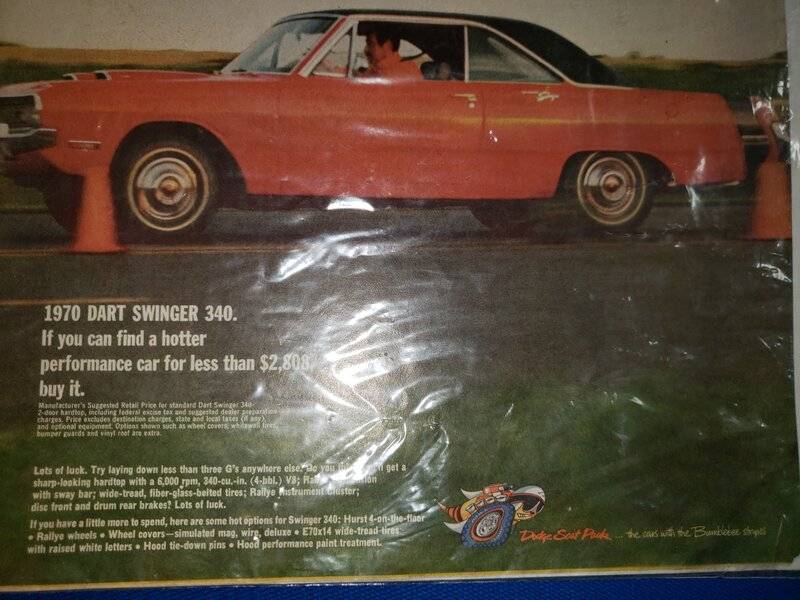 1970 DART SWINGER 340.
If you can find a hotter
performance car for less than $2,808
buy it.
Manufacturer's Suggested Retail Price for standard Dart Swinger 340
2-door hardtop, including federal excise tax and suggested dealer preparation
charges. Price excludes destination charges, state and local taxes (if any)
and optional equipment. Options shown such as wheel covers, whitewall tires,
bumper guards and vinyl roof are extra.
Lots of luck. Try laying down less than three G's anywhere else. Do you get a
sharp-looking hardtop with a 6,000 rpm, 340-cu.-in. (4-bbl.) V8;
with sway bar; wide-tread, fiber-glass-belted tires; Rallye Instrument Cluster;
disc front and drum rear brakes? Lots of luck.
If you have a little more to spend, here are some hot options for Swinger 340: Hurst 4-on-the-floor
• Rallye wheels • Wheel covers—simulated mag, wire, deluxe • E70x14 wide-tread tires
with raised white letters • Hood tie-down pins • Hood performance paint treatment.
Dodge Scat Pack ... the cars with the Bumblebee stripes